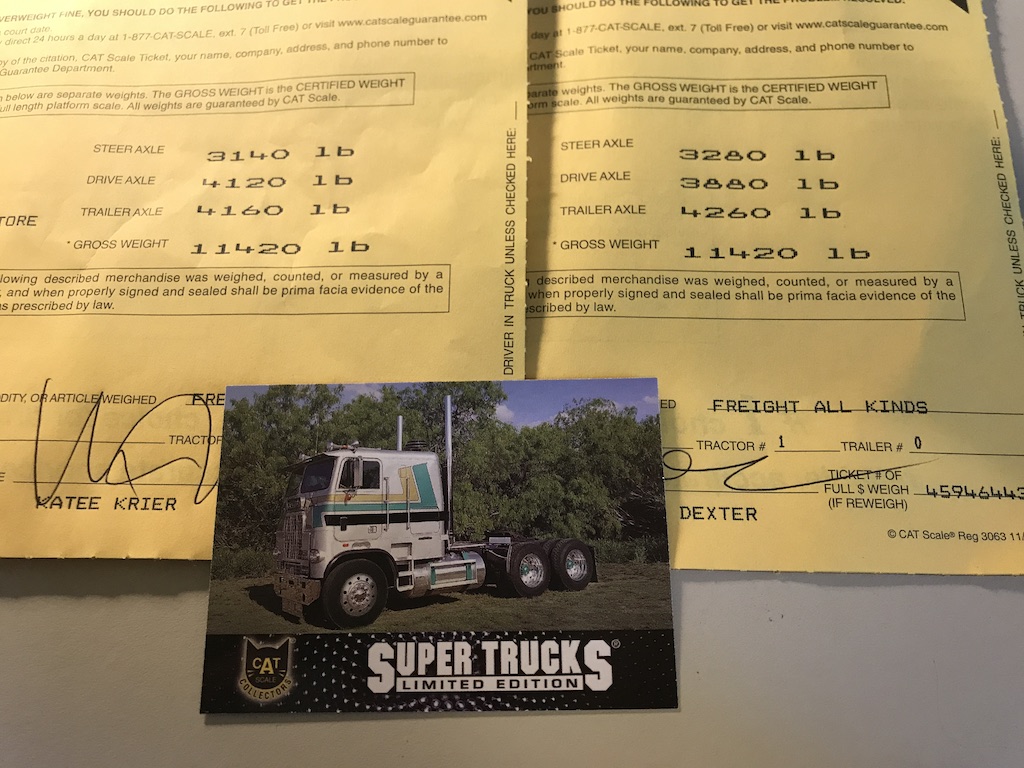 VERWEIGHT FINE, YOU SHOULD DO THE FOLLOWING TO GET THE
court date.
direct 24 hours a day at 1-877-CAT-SCALE, ext. 7 (Toll Free) or visit www.catscaleguarantee.com
py of the citation, CAT Scale Ticket, your name, company, address, and phone number to
Guarantee Department.
n below are separate weights. The GROSS WEIGHT is the CERTIFIED WEIGHT
ull length platform scale. All weights are guaranteed by CAT Scale.
STEER AXLE 3140 lb
DRIVE AXLE 4120 lb
TRAILER AXLE 4160 lb
TORE
* GROSS WEIGHT 11420 lb
lowing described merchandise was weighed, counted, or measured by a
, and when properly signed and sealed shall be prima facia evidence of the
as prescribed by law.
DRIVER IN TRUCK UNLESS CHECKED HERE:
DITY, OR ARTICLE WEIGHED FRE
TRACTOR
KATEE KRIER
YOU SHOULD DO THE FOLLOWING TO GET THE
day at 1-877-CAT-SCALE, ext. 7 (Toll Free) or visit www.catscaleguarantee.com
CAT Scale Ticket, your name, company, address, and phone number to
rtment.
arate weights. The GROSS WEIGHT is the CERTIFIED WEIGHT
orm scale. All weights are guaranteed by CAT Scale.
STEER AXLE 3280 lb
DRIVE AXLE 3880 lb
TRAILER AXLE 4260 lb
* GROSS WEIGHT 11420 lb
described merchandise was weighed, counted, or measured by a
when properly signed and sealed shall be prima facia evidence of the
scribed by law.
TRUCK UNLESS CHECKED HERE:
ED FREIGHT ALL KINDS
TRACTOR # 1 TRAILER # 0
TICKET # OF
FULL $ WEIGH 45946443
(IF REWEIGH)
DEXTER
© CAT Scale® Reg 3063 11/
CAT
SCALE
COLLECTORS
SUPER TRUCKS®
LIMITED EDITION